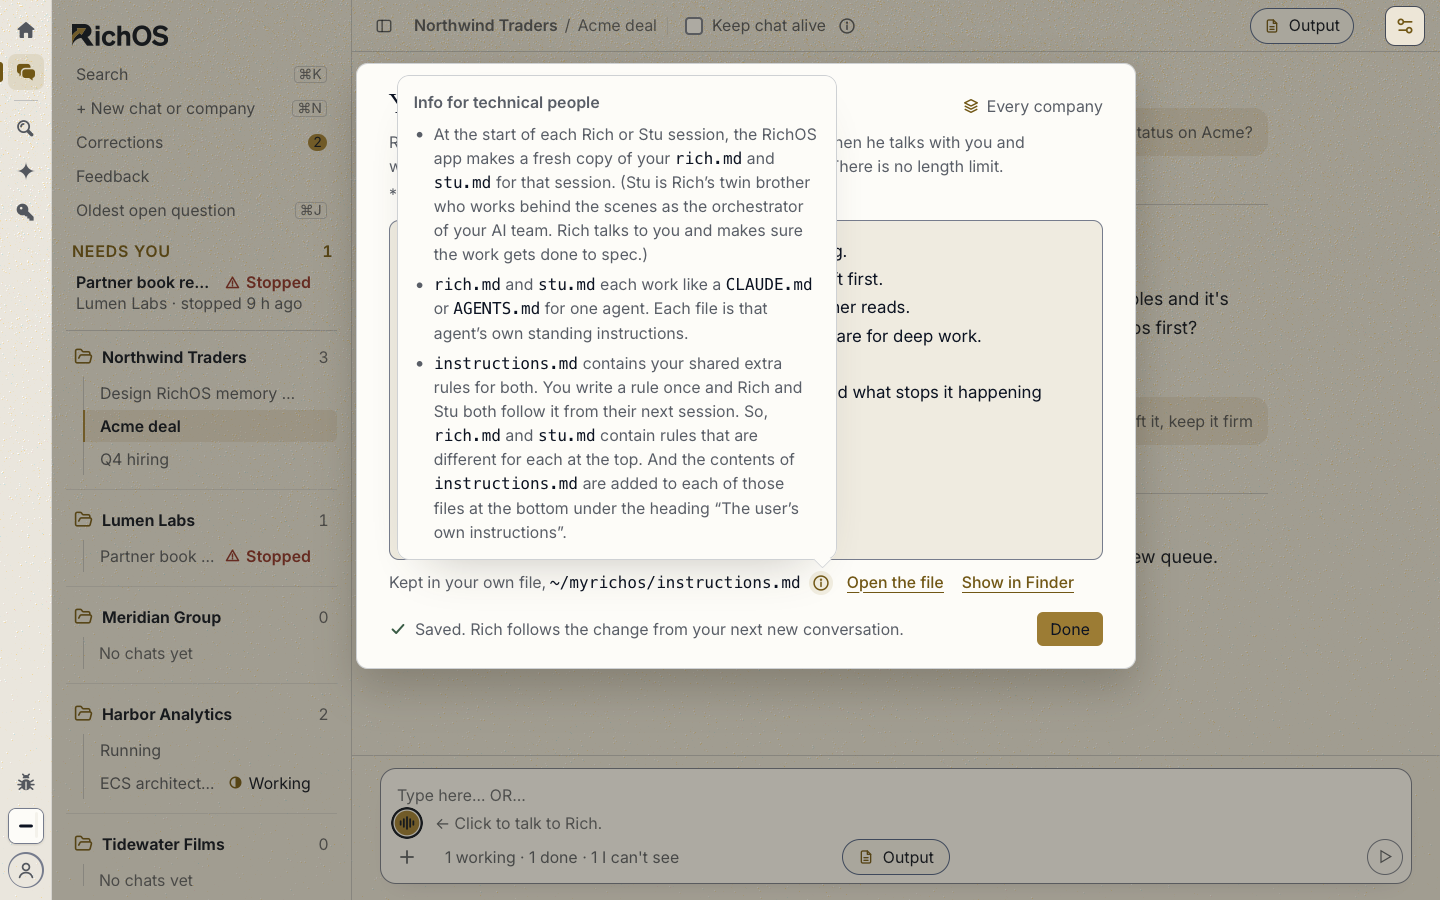 RichOS
Search ⌘K
+ New chat or company ⌘N
Corrections 2
Feedback
Oldest open question ⌘J
NEEDS YOU 1
Partner book re... Stopped
Lumen Labs · stopped 9 h ago
Northwind Traders 3
Design RichOS memory ...
Acme deal
Q4 hiring
Lumen Labs 1
Partner book ... Stopped
Meridian Group 0
No chats yet
Harbor Analytics 2
Running
ECS architect... Working
Tidewater Films 0
No chats yet
Northwind Traders / Acme deal Keep chat alive
Output
Every company
Info for technical people
• At the start of each Rich or Stu session, the RichOS
app makes a fresh copy of your rich.md and
stu.md for that session. (Stu is Rich’s twin brother
who works behind the scenes as the orchestrator
of your AI team. Rich talks to you and makes sure
the work gets done to spec.)
• rich.md and stu.md each work like a CLAUDE.md
or AGENTS.md for one agent. Each file is that
agent’s own standing instructions.
• instructions.md contains your shared extra
rules for both. You write a rule once and Rich and
Stu both follow it from their next session. So,
rich.md and stu.md contain rules that are
different for each at the top. And the contents of
instructions.md are added to each of those
files at the bottom under the heading “The user’s
own instructions”.
he talks with you and
There is no length limit.
*
first.
reads.
are for deep work.
what stops it happening
Kept in your own file, ~/myrichos/instructions.md Open the file Show in Finder
Saved. Rich follows the change from your next new conversation.
Done
on Acme?
and it's
first?
it, keep it firm
queue.
Type here... OR...
← Click to talk to Rich.
1 working · 1 done · 1 I can't see
Output